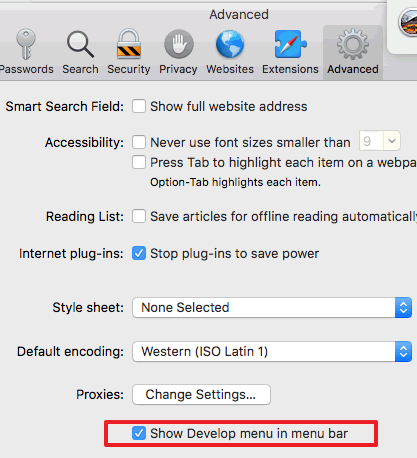 Advanced
Passwords Search Security Privacy Websites Extensions Advanced
Smart Search Field: Show full website address
Accessibility: Never use font sizes smaller than 9
Press Tab to highlight each item on a webpa
Option-Tab highlights each item.
Reading List: Save articles for offline reading automatically
Internet plug-ins: Stop plug-ins to save power
Style sheet: None Selected
Default encoding: Western (ISO Latin 1)
Proxies: Change Settings...
Show Develop menu in menu bar